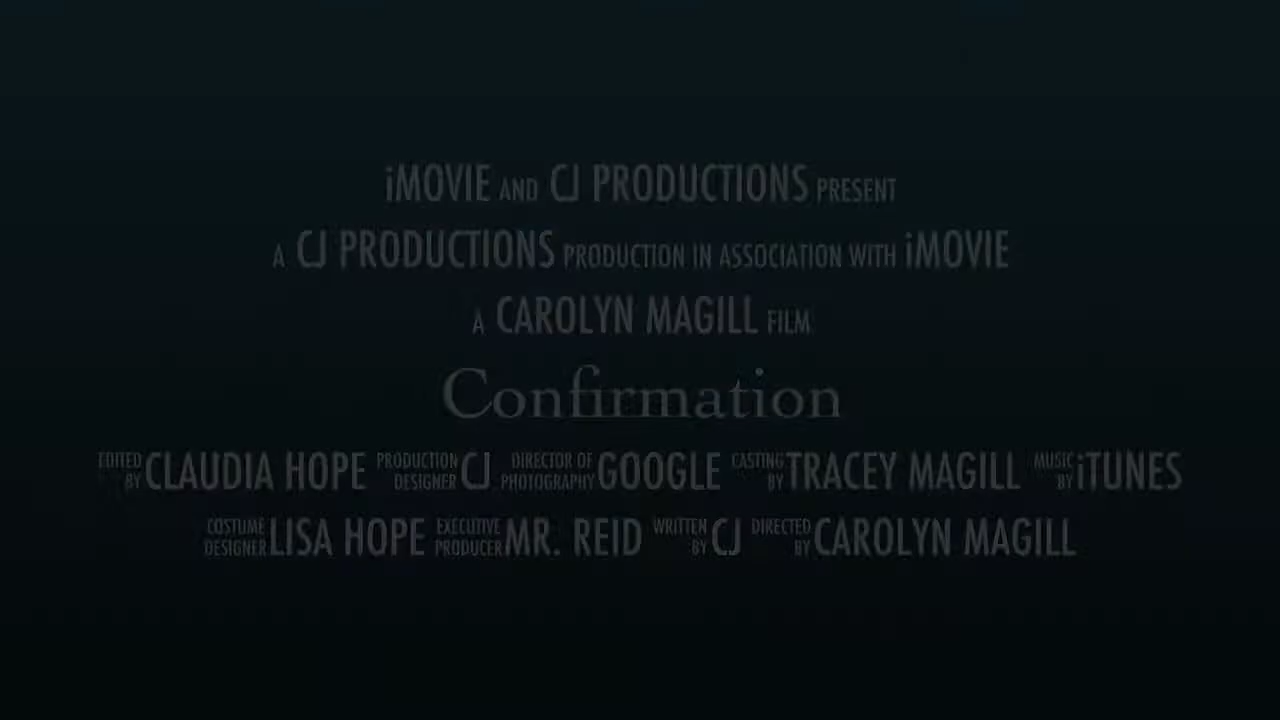 iMOVIE AND CJ PRODUCTIONS PRESENT
A CJ PRODUCTIONS PRODUCTION IN ASSOCIATION WITH iMOVIE
A CAROLYN MAGILL FILM
Confirmation
EDITED BY CLAUDIA HOPE PRODUCTION DESIGNER CJ DIRECTOR OF PHOTOGRAPHY GOOGLE CASTING BY TRACEY MAGILL MUSIC BY iTUNES
COSTUME DESIGNER LISA HOPE EXECUTIVE PRODUCER MR. REID WRITTEN BY CJ DIRECTED BY CAROLYN MAGILL